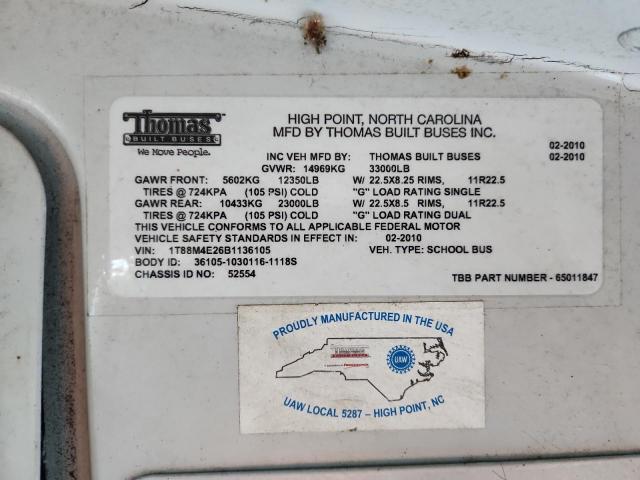 Thomas
BUILT BUSES
We Move People.
HIGH POINT, NORTH CAROLINA
MFD BY THOMAS BUILT BUSES INC.
02-2010
INC VEH MFD BY: THOMAS BUILT BUSES 02-2010
GVWR: 14969KG 33000LB
GAWR FRONT: 5602KG 12350LB W/ 22.5X8.25 RIMS, 11R22.5
TIRES @ 724KPA (105 PSI) COLD "G" LOAD RATING SINGLE
GAWR REAR: 10433KG 23000LB W/ 22.5X8.5 RIMS, 11R22.5
TIRES @ 724KPA (105 PSI) COLD "G" LOAD RATING DUAL
THIS VEHICLE CONFORMS TO ALL APPLICABLE FEDERAL MOTOR
VEHICLE SAFETY STANDARDS IN EFFECT IN: 02-2010
VIN: 1T88M4E26B1136105 VEH. TYPE: SCHOOL BUS
BODY ID: 36105-1030116-1118S
CHASSIS ID NO: 52554 TBB PART NUMBER - 65011847
PROUDLY MANUFACTURED IN THE USA
UAW
UAW LOCAL 5287 – HIGH POINT, NC